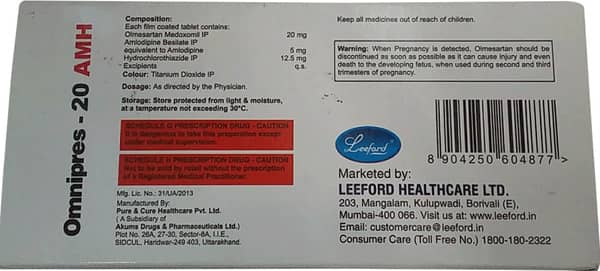 Omnipres - 20 AMH
Composition:
Each film coated tablet contains:
Olmesartan Medoxomil IP 20 mg
Amlodipine Besilate IP
equivalent to Amlodipine 5 mg
Hydrochlorothiazide IP 12.5 mg
Excipients q.s.
Colour: Titanium Dioxide IP
Dosage: As directed by the Physician.
Storage: Store protected from light & moisture,
at a tamperature not exceeding 30°C.
SCHEDULE G PRESCRIPTION DRUG - CAUTION
It is dangerous to take this preparation except
under medical supervision.
SCHEDULE H PRESCRIPTION DRUG - CAUTION
Not to be sold by retail without the prescription
of a Registered Medical Practitioner.
Mfg. Lic. No.: 31/UA/2013
Manufactured By:
Pure & Cure Healthcare Pvt. Ltd.
( A Subsidiary of
Akums Drugs & Pharmaceuticals Ltd.)
Plot No. 26A, 27-30, Sector-8A, I.I.E.,
SIDCUL, Haridwar-249 403, Uttarakhand.
Keep all medicines out of reach of children.
Warning: When Pregnancy is detected, Olmesartan should be
discontinued as soon as possible as it can cause injury and even
death to the developing fetus, when used during second and third
trimesters of pregnancy.
Leeford
8 904250 604877 >
Marketed by:
LEEFORD HEALTHCARE LTD.
203, Mangalam, Kulupwadi, Borivali (E),
Mumbai-400 066. Visit us at: www.leeford.in
Email: customercare@leeford.in
Consumer Care (Toll Free No.) 1800-180-2322